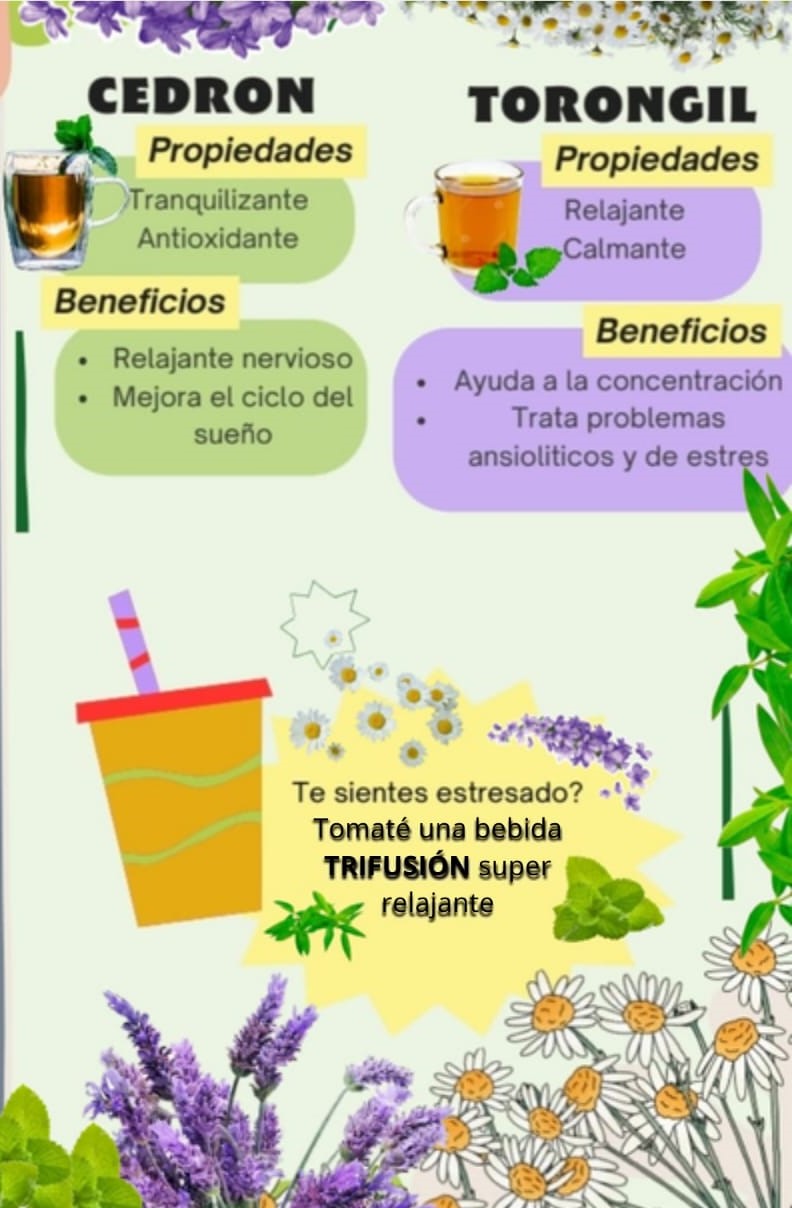 CEDRON
Propiedades
Tranquilizante
Antioxidante
Beneficios
• Relajante nervioso
• Mejora el ciclo del
sueño
TORONGIL
Propiedades
Relajante
Calmante
Beneficios
• Ayuda a la concentración
• Trata problemas
ansioliticos y de estres
Te sientes estresado?
Tomaté una bebida
TRIFUSIÓN super
relajante